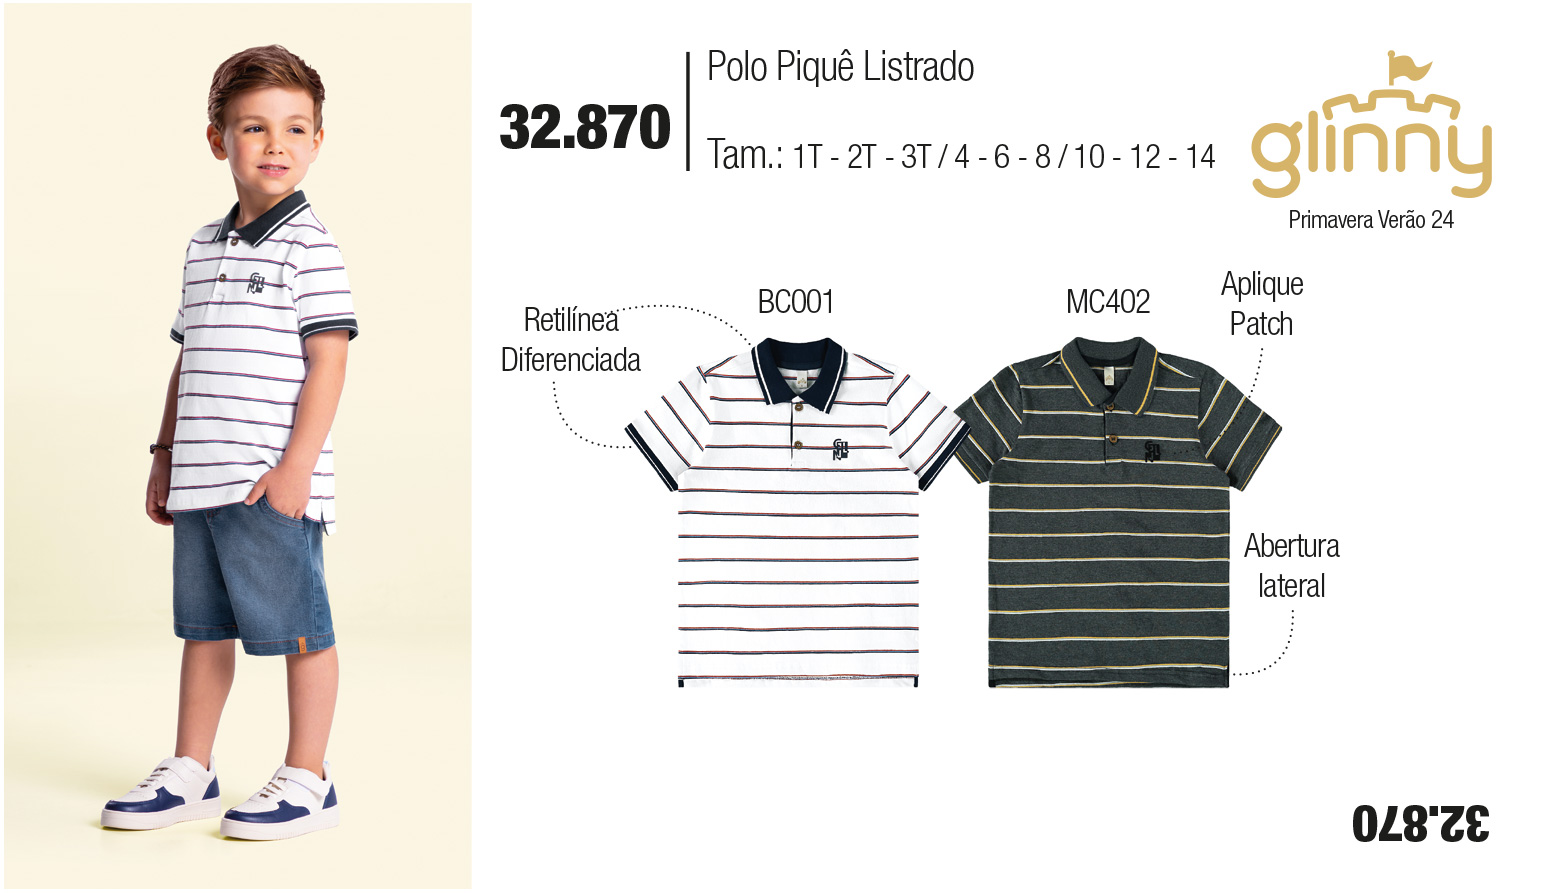 32.870
Polo Piquê Listrado
Tam.: 1T - 2T - 3T / 4 - 6 - 8 / 10 - 12 - 14
glinny
Primavera Verão 24
Retilínea
Diferenciada
BC001
MC402
Aplique
Patch
Abertura
lateral
32.870